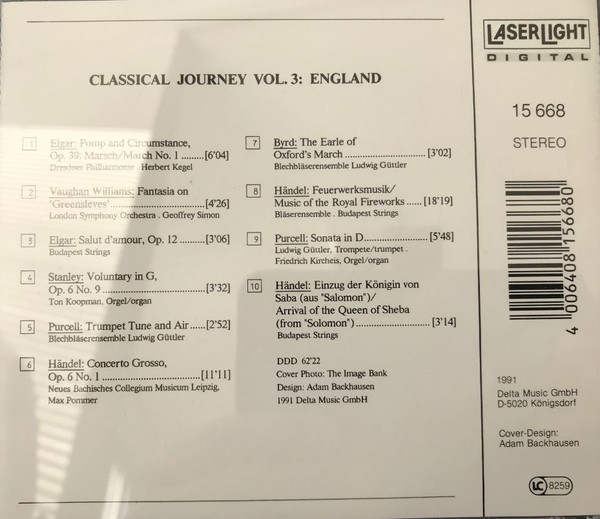 CLASSICAL JOURNEY VOL. 3: ENGLAND
1 Elgar: Pomp and Circumstance,
Op. 39: Marsch/March No. 1 .........[6'04]
Dresdner Philharmonie . Herbert Kegel
2 Vaughan Williams: Fantasia on
"Greensleves"............................[4'26]
London Symphony Orchestra . Geoffrey Simon
3 Elgar: Salut d'amour, Op. 12 ........[3'06]
Budapest Strings
4 Stanley: Voluntary in G,
Op. 6 No. 9 ................................[3'32]
Ton Koopman, Orgel/organ
5 Purcell: Trumpet Tune and Air.....[2'52]
Blechbläserensemble Ludwig Güttler
6 Händel: Concerto Grosso,
Op. 6 No. 1 ..............................[11'11]
Neues Bachisches Collegium Musicum Leipzig,
Max Pommer
7 Byrd: The Earle of
Oxford's March .........................[3'02]
Blechbläserensemble Ludwig Güttler
8 Händel: Feuerwerksmusik/
Music of the Royal Fireworks .....[18'19]
Bläserensemble . Budapest Strings
9 Purcell: Sonata in D....................[5'48]
Ludwig Güttler, Trompete/trumpet .
Friedrich Kircheis, Orgel/organ
10 Händel: Einzug der Königin von
Saba (aus "Salomon")/
Arrival of the Queen of Sheba
(from "Solomon").......................[3'14]
Budapest Strings
DDD 62'22
Cover Photo: The Image Bank
Design: Adam Backhausen
1991 Delta Music GmbH
LASERLIGHT
DIGITAL
15 668
STEREO
4 006408 156680
1991
Delta Music GmbH
D-5020 Königsdorf
Cover-Design:
Adam Backhausen
LC 8259